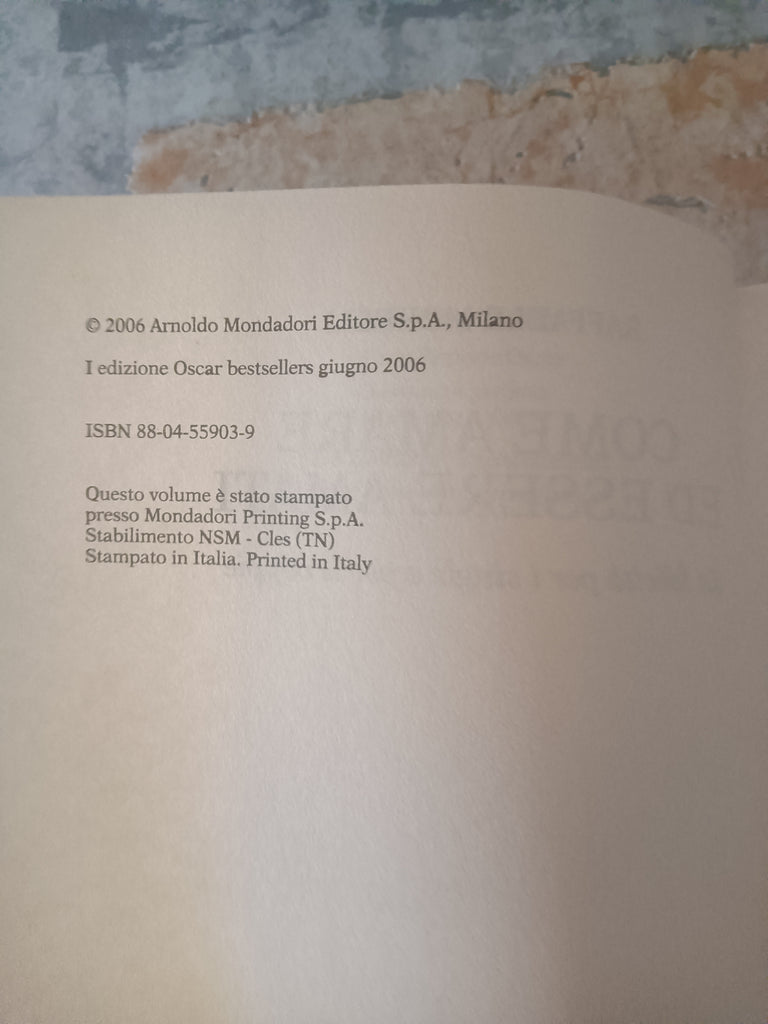 © 2006 Arnoldo Mondadori Editore S.p.A., Milano
I edizione Oscar bestsellers giugno 2006
ISBN 88-04-55903-9
Questo volume è stato stampato
presso Mondadori Printing S.p.A.
Stabilimento NSM - Cles (TN)
Stampato in Italia. Printed in Italy